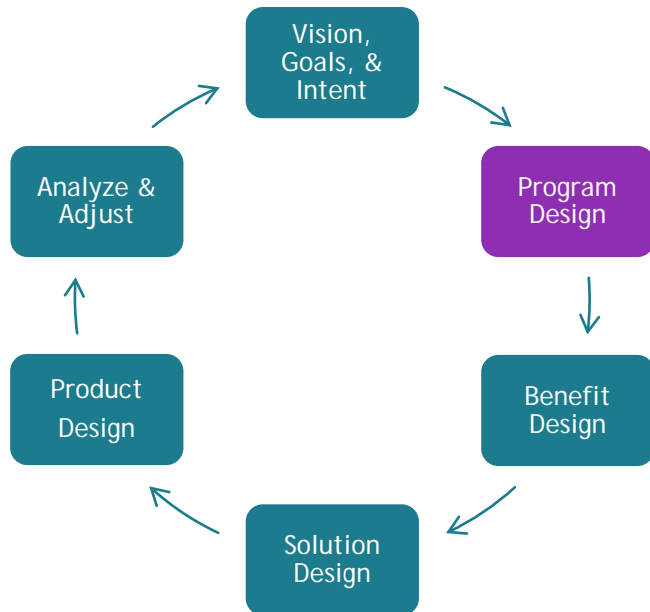 Vision,
Goals, &
Intent
Program
Design
Benefit
Design
Solution
Design
Product
Design
Analyze &
Adjust